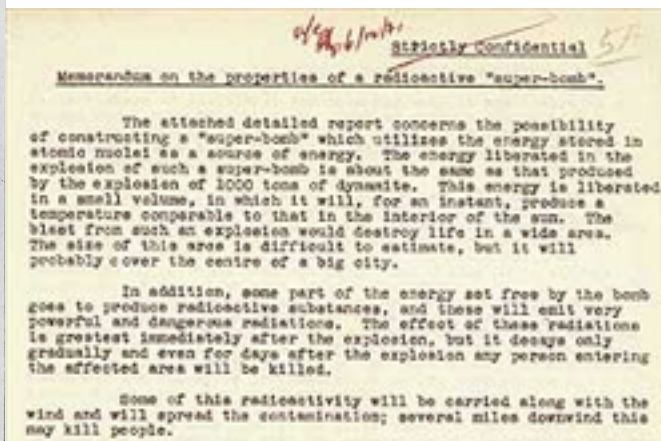 Strictly Confidential
Memorandum on the properties of a radioactive "super-bomb".
The attached detailed report concerns the possibility
of constructing a "super-bomb" which utilizes the energy stored in
atomic nuclei as a source of energy. The energy liberated in the
explosion of such a super-bomb is about the same as that produced
by the explosion of 1000 tons of dynamite. This energy is liberated
in a small volume, in which it will, for an instant, produce a
temperature comparable to that in the interior of the sun. The
blast from such an explosion would destroy life in a wide area.
The size of this area is difficult to estimate, but it will
probably cover the centre of a big city.
In addition, some part of the energy set free by the bomb
goes to produce radioactive substances, and these will emit very
powerful and dangerous radiations. The effect of these radiations
is greatest immediately after the explosion, but it decays only
gradually and even for days after the explosion any person entering
the affected area will be killed.
Some of this radioactivity will be carried along with the
wind and will spread the contamination; several miles downwind this
may kill people.